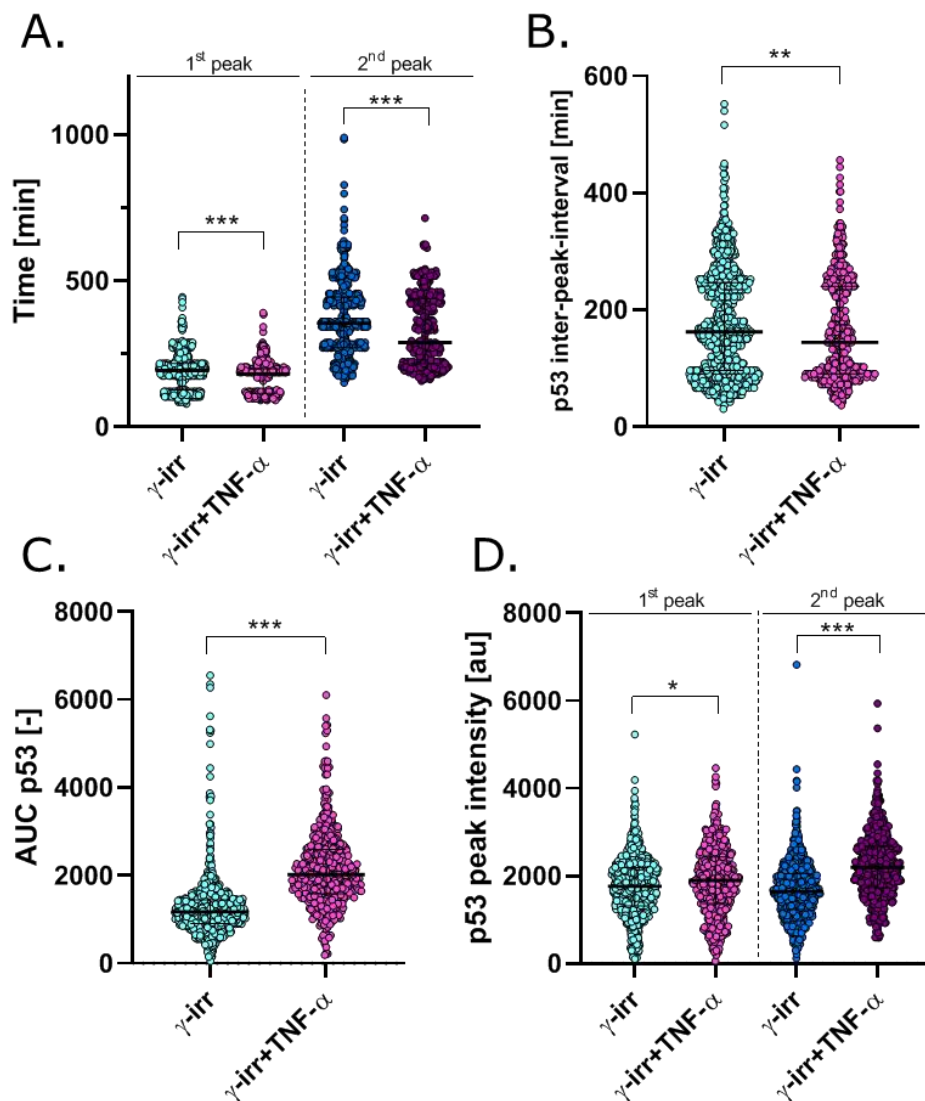 A.
1st peak
2nd peak
***
***
Time [min]
1000
500
0
γ-irr
γ-irr+TNF-α
γ-irr
γ-irr+TNF-α
B.
**
p53 inter-peak-interval [min]
600
400
200
0
γ-irr
γ-irr+TNF-α
C.
***
AUC p53 [-]
8000
6000
4000
2000
0
γ-irr
γ-irr+TNF-α
D.
1st peak
2nd peak
*
***
p53 peak intensity [au]
8000
6000
4000
2000
0
γ-irr
γ-irr+TNF-α
γ-irr
γ-irr+TNF-α